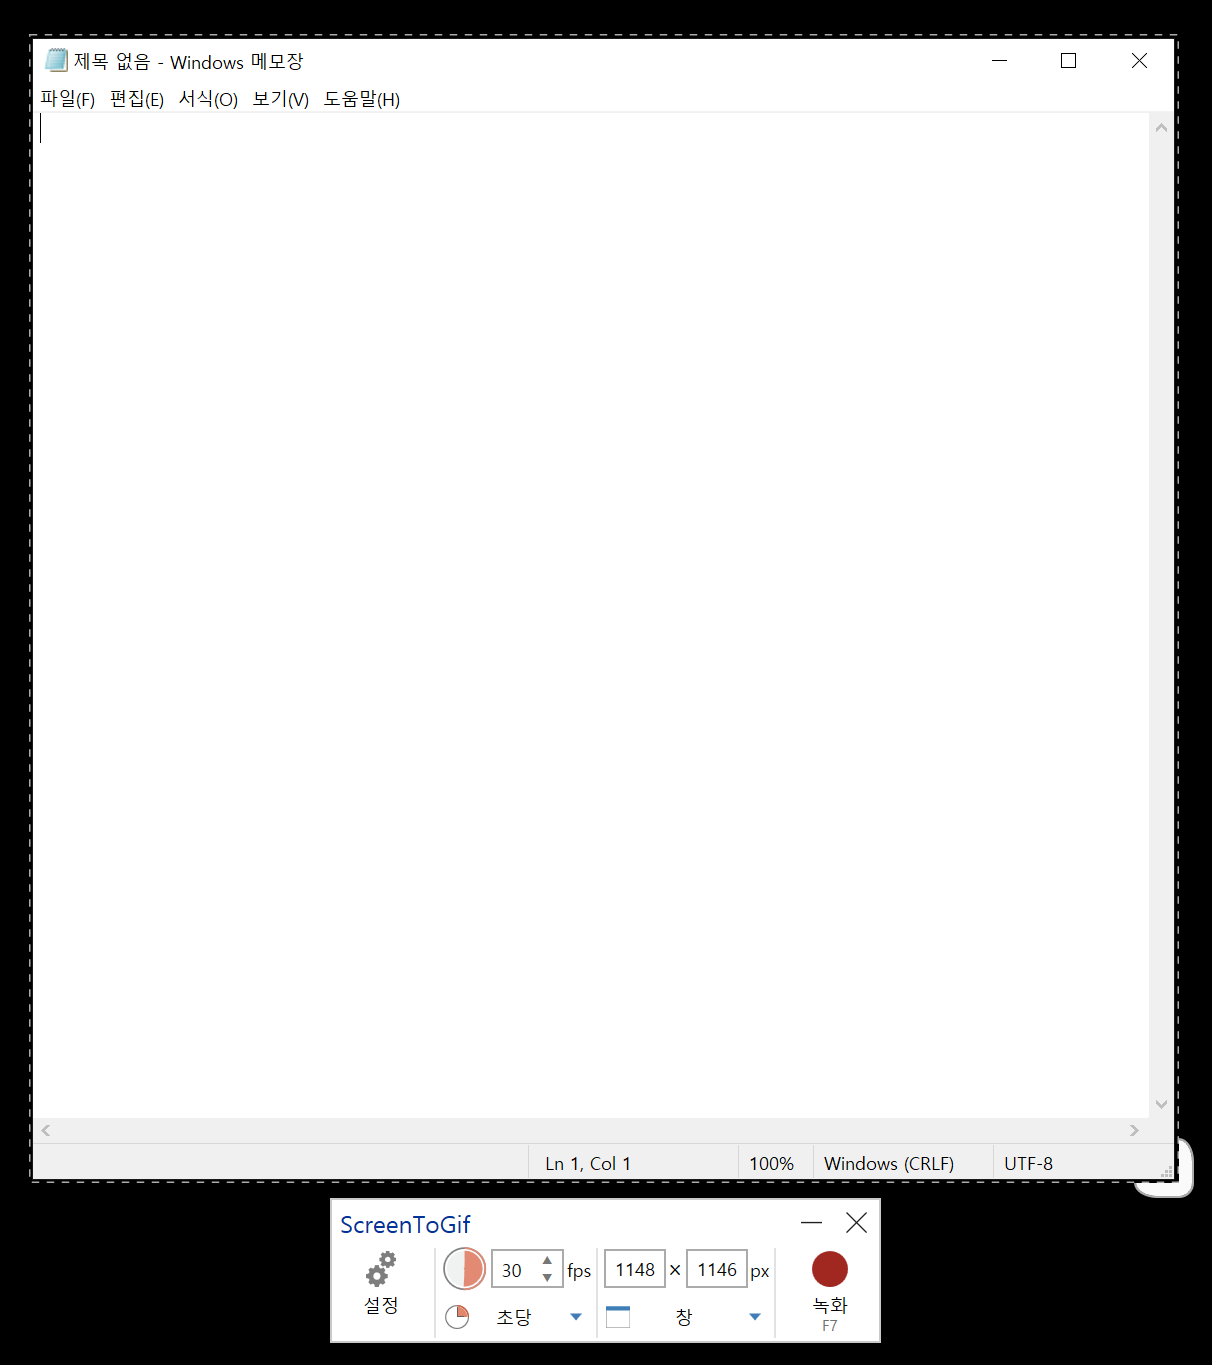 제목 없음 - Windows 메모장
파일(F) 편집(E) 서식(O) 보기(V) 도움말(H)
Ln 1, Col 1 100% Windows (CRLF) UTF-8
ScreenToGif
30 fps 1148 × 1146 px
설정 초당 창 녹화
F7